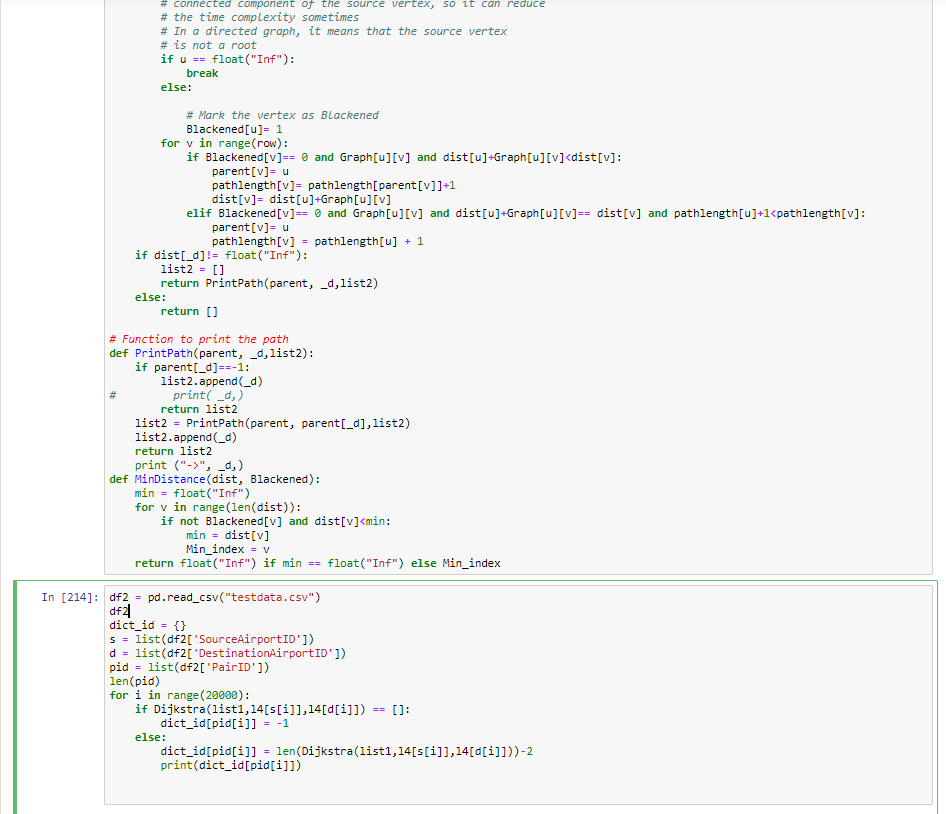 # connected component of the source vertex, so it can reduce
# the time complexity sometimes
# In a directed graph, it means that the source vertex
# is not a root
if u == float("Inf"):
break
else:
# Mark the vertex as Blackened
Blackened[u]= 1
for v in range(row):
if Blackened[v]== 0 and Graph[u][v] and dist[u]+Graph[u][v]<dist[v]:
parent[v]= u
pathlength[v]= pathlength[parent[v]]+1
dist[v]= dist[u]+Graph[u][v]
elif Blackened[v]== 0 and Graph[u][v] and dist[u]+Graph[u][v]== dist[v] and pathlength[u]+1<pathlength[v]:
parent[v]= u
pathlength[v] = pathlength[u] + 1
if dist[_d]!= float("Inf"):
list2 = []
return PrintPath(parent, _d,list2)
else:
return []
# Function to print the path
def PrintPath(parent, _d,list2):
if parent[_d]==-1:
list2.append(_d)
# print( _d,)
return list2
list2 = PrintPath(parent, parent[_d],list2)
list2.append(_d)
return list2
print ("->", _d,)
def MinDistance(dist, Blackened):
min = float("Inf")
for v in range(len(dist)):
if not Blackened[v] and dist[v]<min:
min = dist[v]
Min_index = v
return float("Inf") if min == float("Inf") else Min_index
In [214]: df2 = pd.read_csv("testdata.csv")
df2
dict_id = {}
s = list(df2['SourceAirportID'])
d = list(df2['DestinationAirportID'])
pid = list(df2['PairID'])
len(pid)
for i in range(20000):
if Dijkstra(list1,l4[s[i]],l4[d[i]]) == []:
dict_id[pid[i]] = -1
else:
dict_id[pid[i]] = len(Dijkstra(list1,l4[s[i]],l4[d[i]]))-2
print(dict_id[pid[i]])